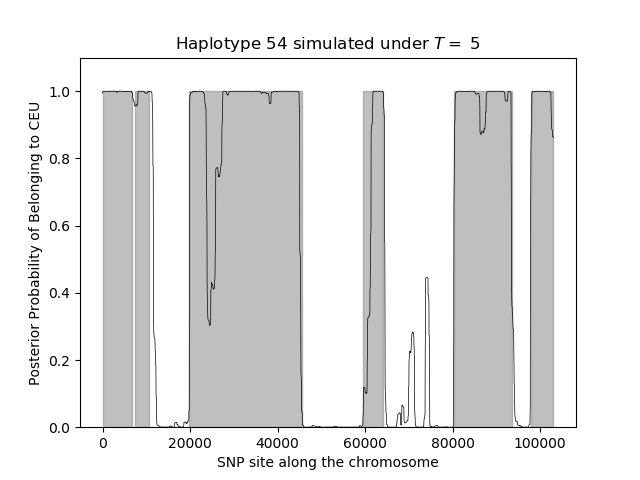 Haplotype 54 simulated under T = 5
Posterior Probability of Belonging to CEU
1.0
0.8
0.6
0.4
0.2
0.0
0 20000 40000 60000 80000 100000
SNP site along the chromosome